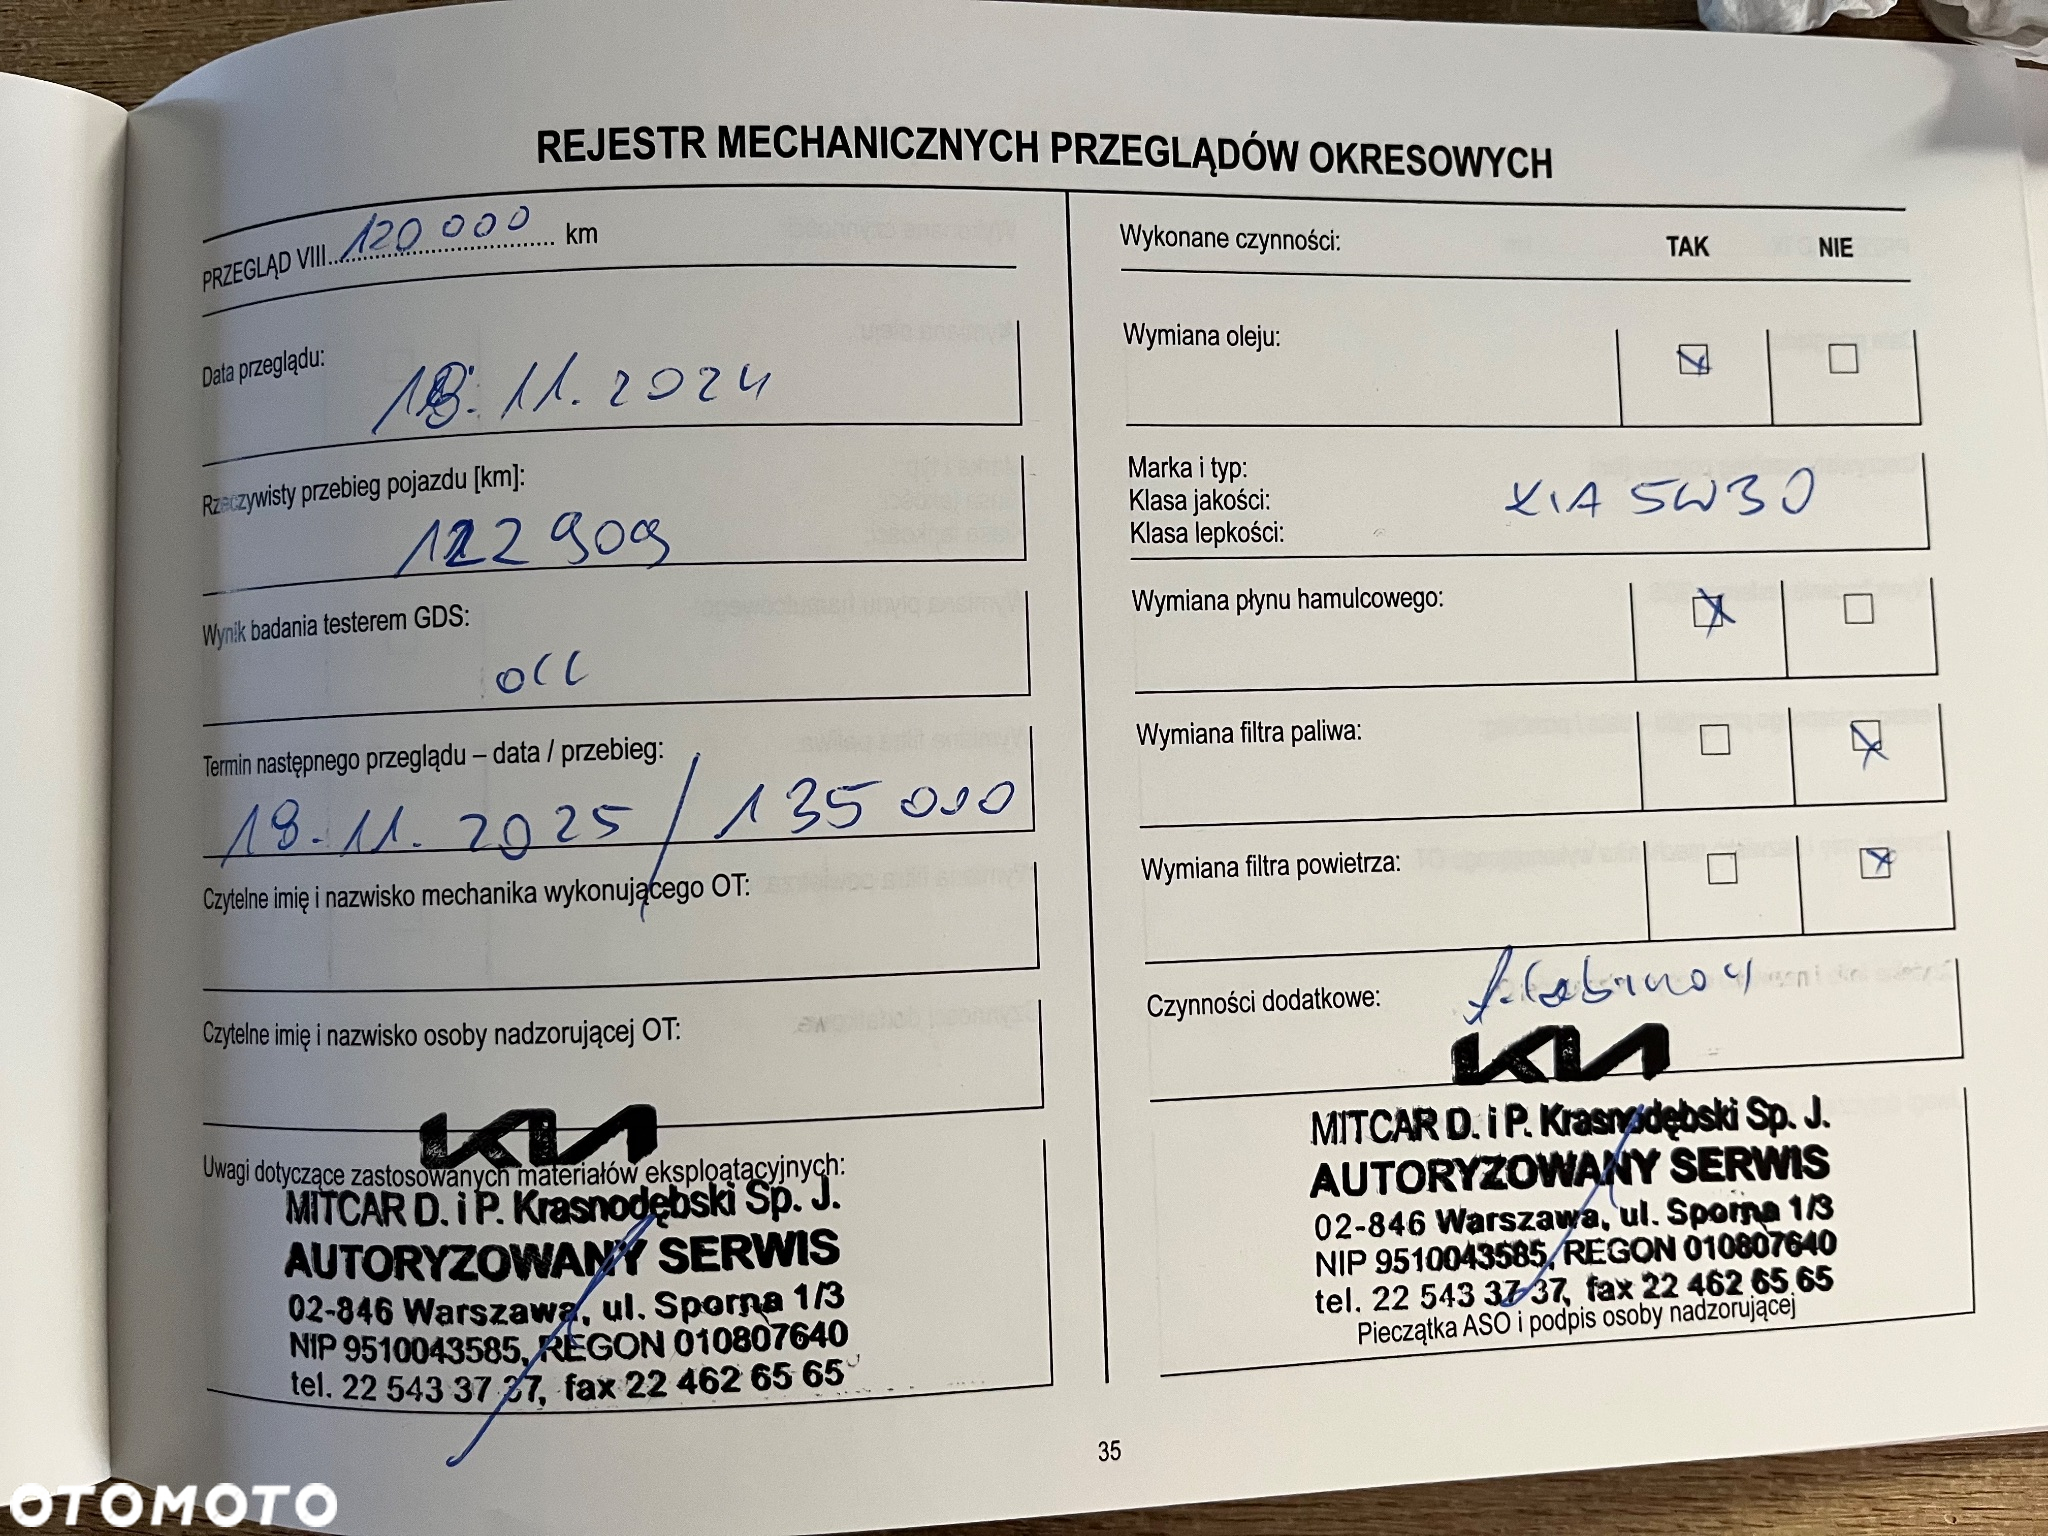 REJESTR MECHANICZNYCH PRZEGLĄDÓW OKRESOWYCH
PRZEGLĄD VIII 120 000 km
Data przeglądu:
18. 11. 2024
Rzeczywisty przebieg pojazdu [km]:
122 909
Wynik badania testerem GDS:
Termin następnego przeglądu – data / przebieg:
18. 11. 2025 / 135 000
Czytelne imię i nazwisko mechanika wykonującego OT:
Czytelne imię i nazwisko osoby nadzorującej OT:
KIA
Uwagi dotyczące zastosowanych materiałów eksploatacyjnych:
MITCAR D. i P. Krasnodębski Sp. J.
AUTORYZOWANY SERWIS
02-846 Warszawa, ul. Sporna 1/3
NIP 9510043585, REGON 010807640
tel. 22 543 37 37, fax 22 462 65 65
Wykonane czynności: TAK NIE
Wymiana oleju:
Marka i typ:
Klasa jakości:
KIA 5W30
Klasa lepkości:
Wymiana płynu hamulcowego:
Wymiana filtra paliwa:
Wymiana filtra powietrza:
Czynności dodatkowe:
KIA
MITCAR D. i P. Krasnodębski Sp. J.
AUTORYZOWANY SERWIS
02-846 Warszawa, ul. Sporna 1/3
NIP 9510043585, REGON 010807640
tel. 22 543 37 37, fax 22 462 65 65
Pieczątka ASO i podpis osoby nadzorującej
35
OTOMOTO